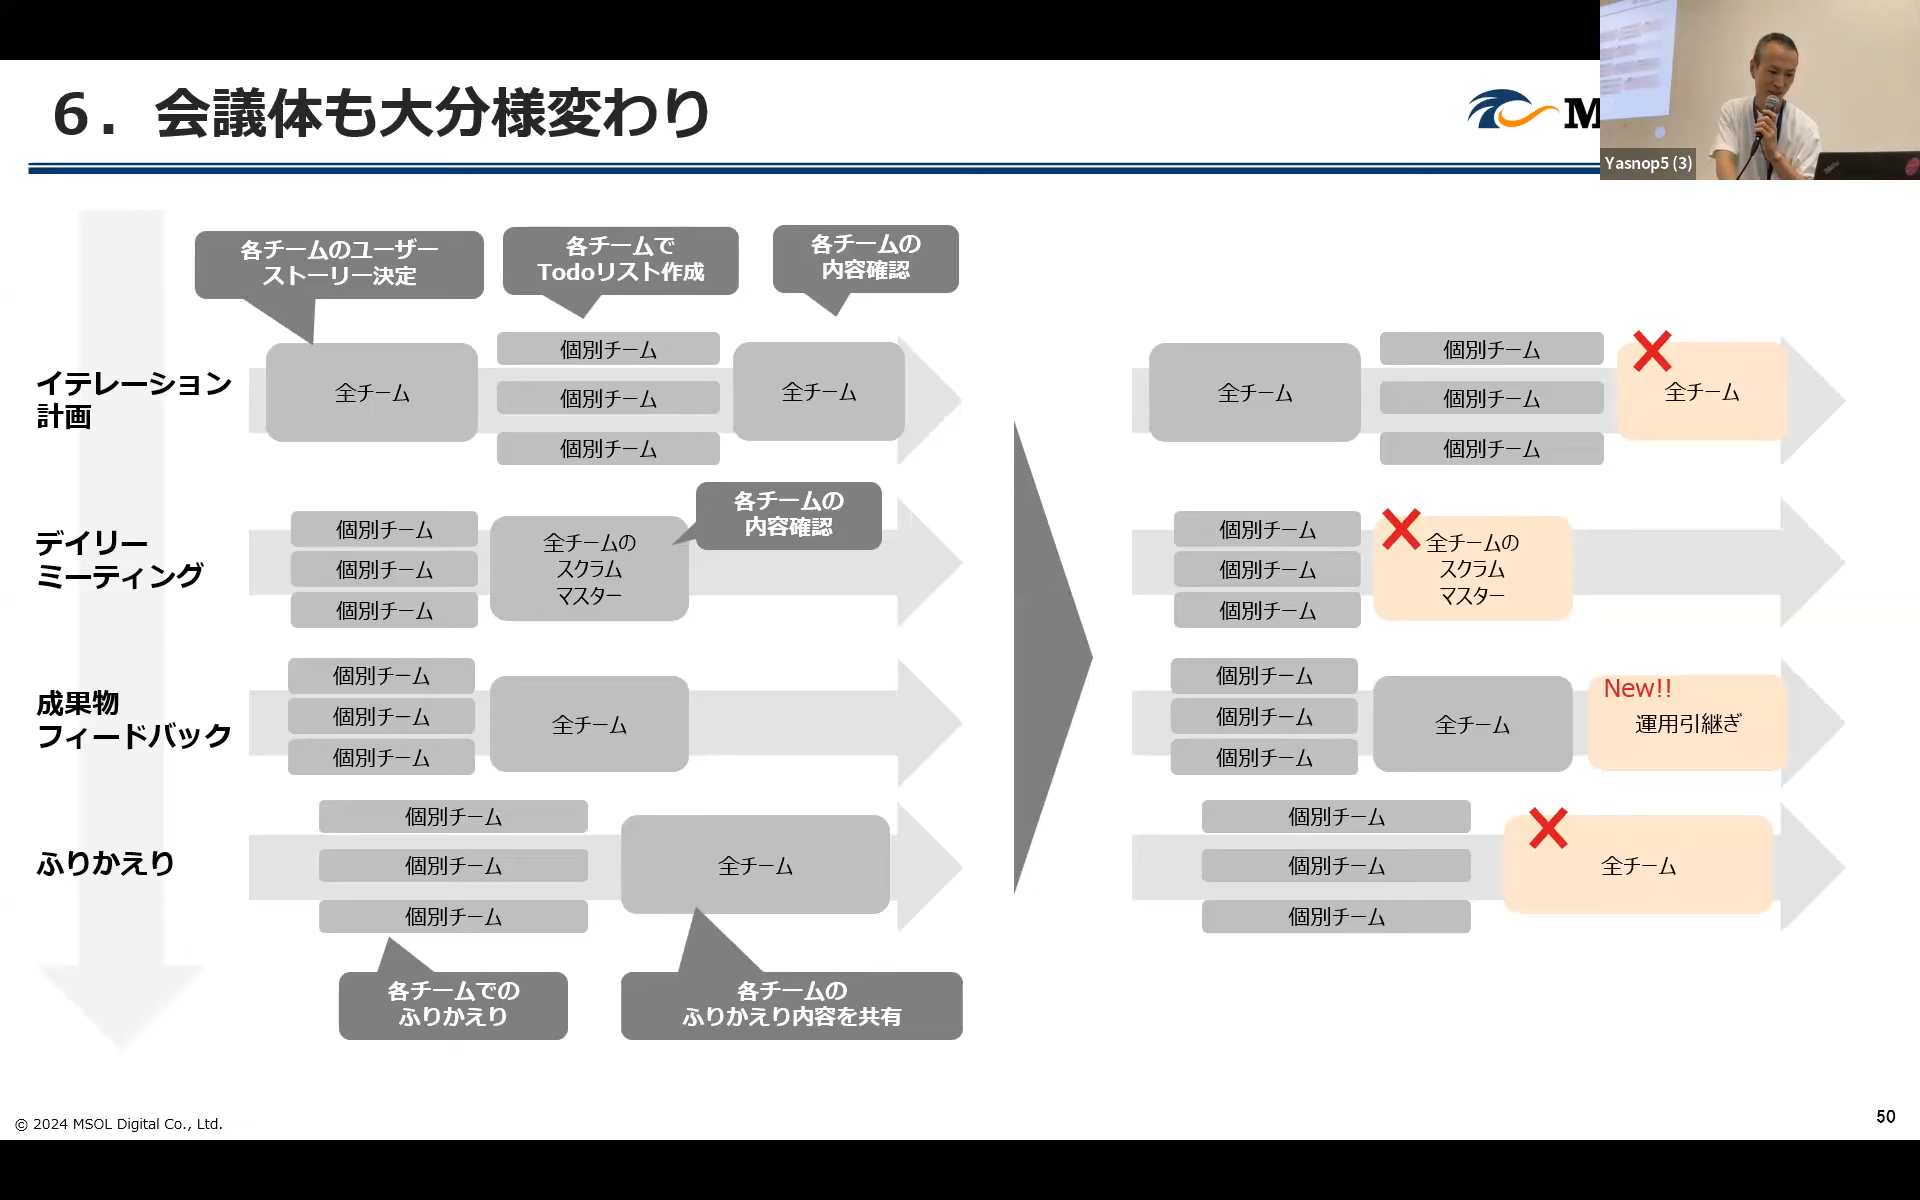 6．会議体も大分様変わり
M
Yasnop5 (3)
各チームのユーザー
ストーリー決定
各チームで
Todoリスト作成
各チームの
内容確認
イテレーション
計画
全チーム
個別チーム
個別チーム
個別チーム
全チーム
全チーム
個別チーム
個別チーム
個別チーム
全チーム
デイリー
ミーティング
個別チーム
個別チーム
個別チーム
全チームの
スクラム
マスター
各チームの
内容確認
個別チーム
個別チーム
個別チーム
全チームの
スクラム
マスター
成果物
フィードバック
個別チーム
個別チーム
個別チーム
全チーム
個別チーム
個別チーム
個別チーム
全チーム
New!!
運用引継ぎ
ふりかえり
個別チーム
個別チーム
個別チーム
全チーム
個別チーム
個別チーム
個別チーム
全チーム
各チームでの
ふりかえり
各チームの
ふりかえり内容を共有
© 2024 MSOL Digital Co., Ltd.
50